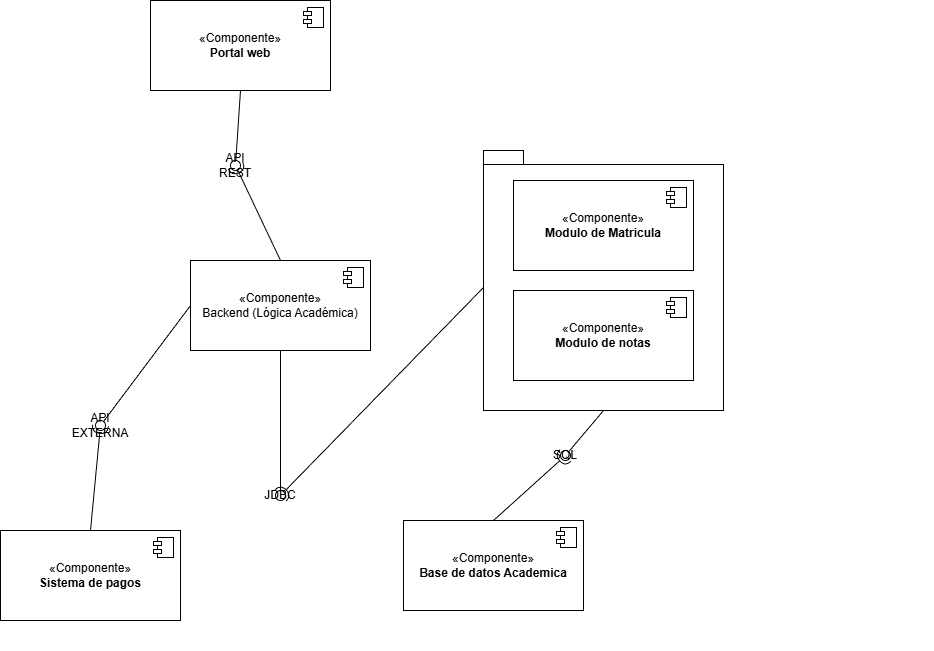 «Componente»
Portal web
API
REST
«Componente»
Modulo de Matricula
«Componente»
Backend (Lógica Académica)
«Componente»
Modulo de notas
API
EXTERNA
SQL
JDBC
«Componente»
Base de datos Academica
«Componente»
Sistema de pagos